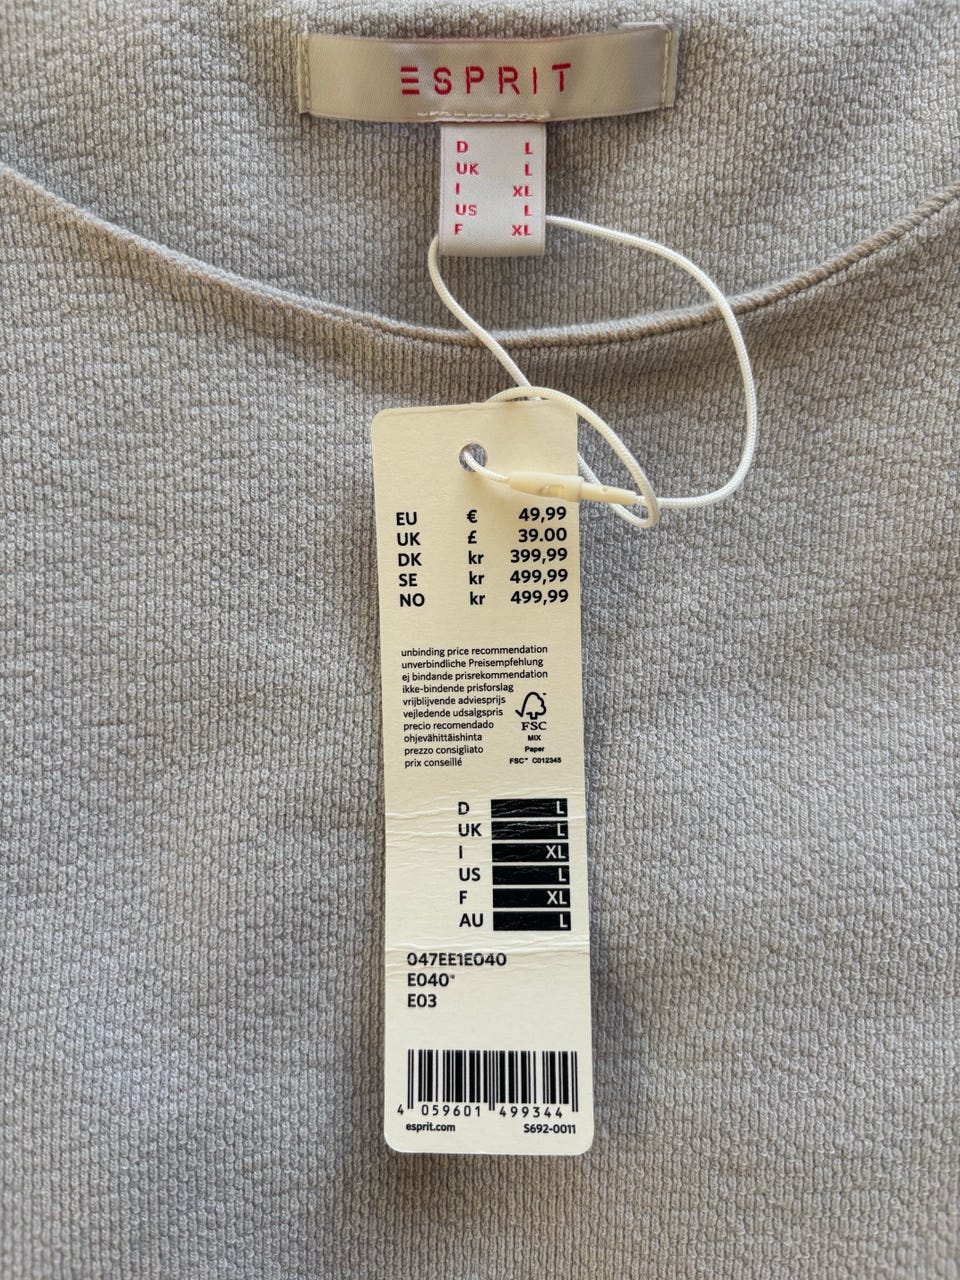 ESPRIT
D L
UK L
I XL
US L
F XL
EU € 49,99
UK £ 39.00
DK kr 399,99
SE kr 499,99
NO kr 499,99
unbinding price recommendation
unverbindliche Preisempfehlung
ej bindande prisrekommendation
ikke-bindende prisforslag
vrijblijvende adviesprijs
vejledende udsalgspris
precio recomendado
ohjevähittäishinta
prezzo consigliato
prix conseillé
FSC
MIX
Paper
FSC™ C012345
D L
UK L
I XL
US L
F XL
AU L
047EE1E040
E040"
E03
4 059601 499344
esprit.com S692-0011